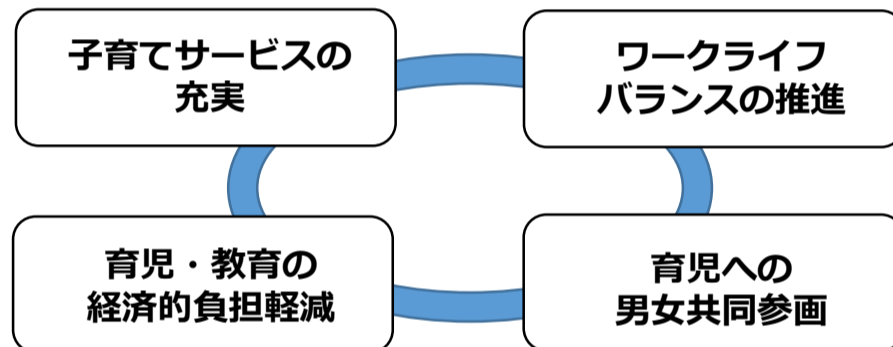 子育てサービスの
充実
ワークライフ
バランスの推進
育児・教育の
経済的負担軽減
育児への
男女共同参画